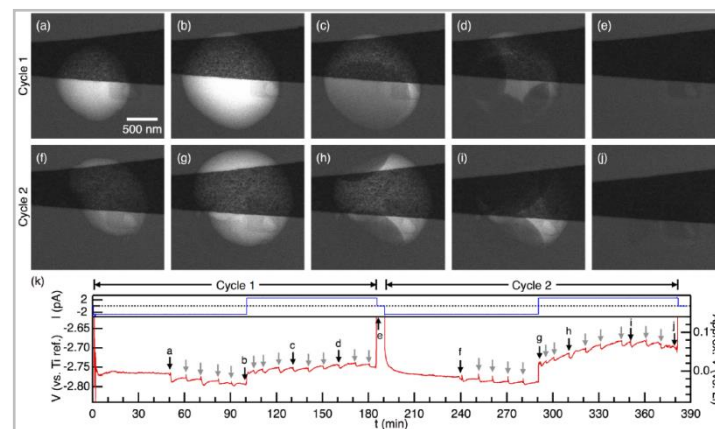 (a) (b) (c) (d) (e)
Cycle 1
500 nm
(f) (g) (h) (i) (j)
Cycle 2
(k)
Cycle 1 Cycle 2
I (pA)
2
-2
V (vs. Ti ref.)
-2.65
-2.70
-2.75
-2.80
a b c d e f g h i j
0.1
0.0
0 30 60 90 120 150 180 210 240 270 300 330 360 390
t (min)